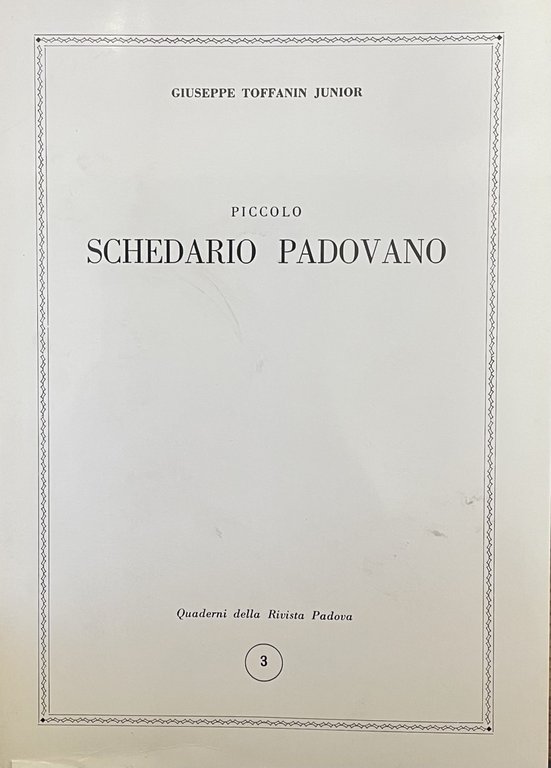 GIUSEPPE TOFFANIN JUNIOR
PICCOLO
SCHEDARIO PADOVANO
Quaderni della Rivista Padova
3